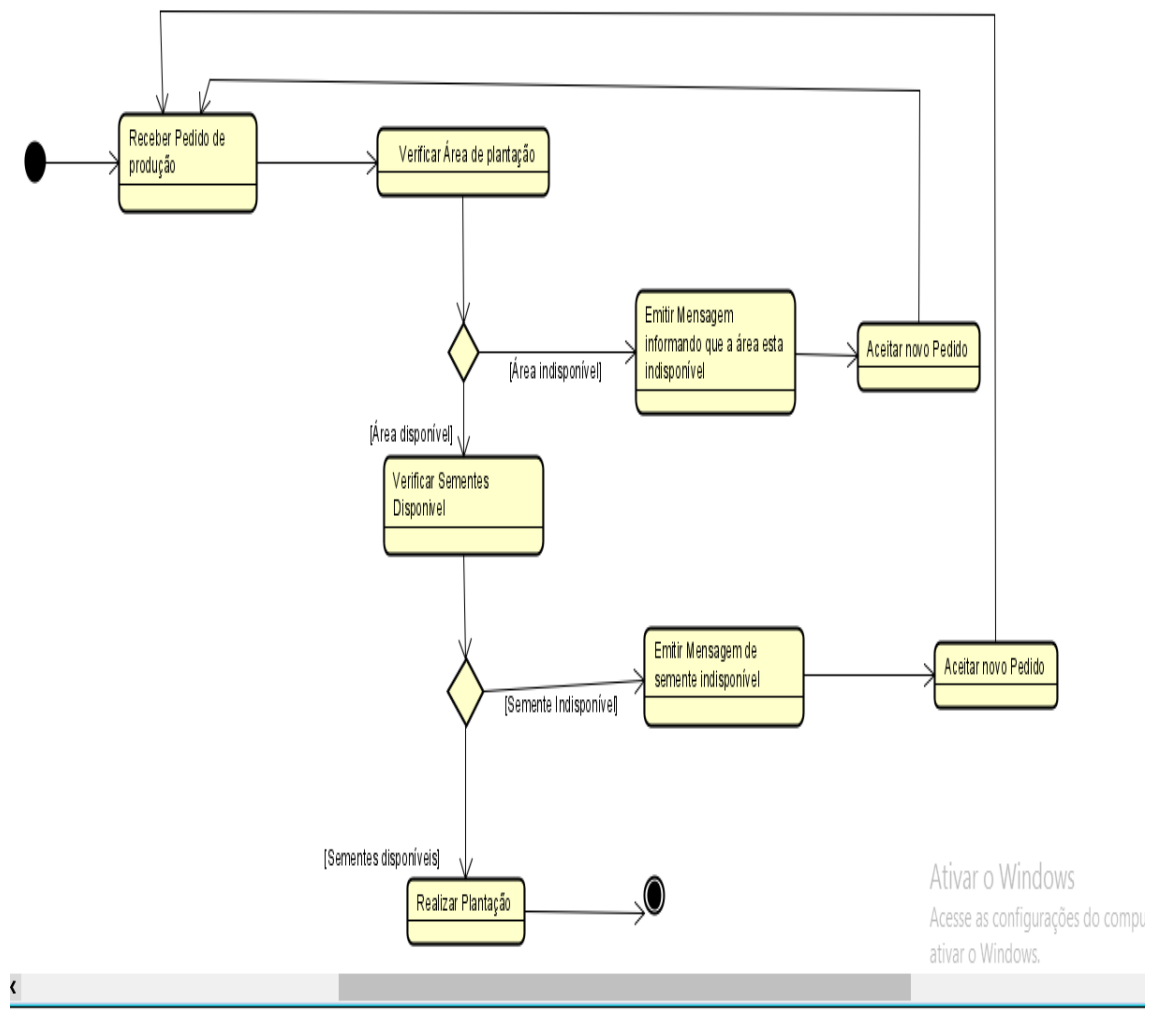 Receber Pedido de
produção
Verificar Área de plantação
Emitir Mensagem
informando que a área esta
indisponível
Aceitar novo Pedido
[Área indisponível]
[Área disponível]
Verificar Sementes
Disponivel
Emitir Mensagem de
semente indisponível
Aceitar novo Pedido
[Semente Indisponível]
[Sementes disponíveis]
Realizar Plantação
Ativar o Windows
Acesse as configurações do compu
ativar o Windows.